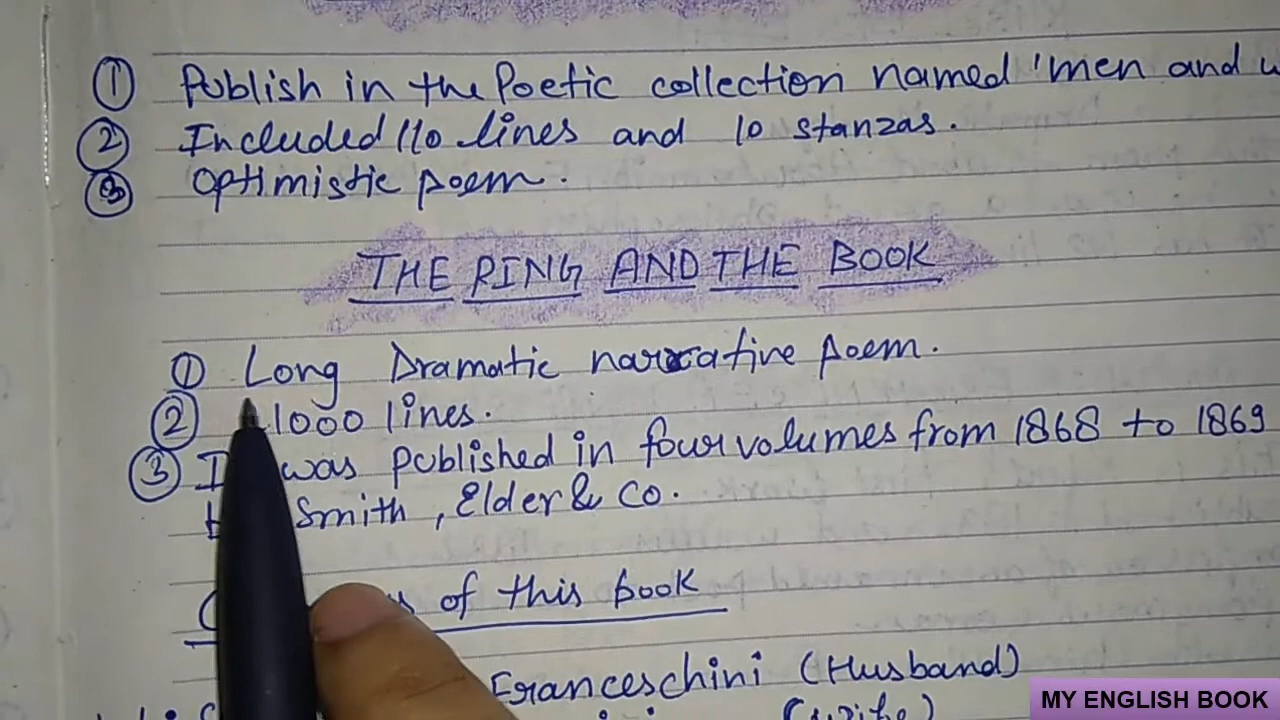 ① Publish in the Poetic collection named 'men and
② Included 110 lines and 10 stanzas.
③ Optimistic poem.
THE RING AND THE BOOK
① Long Dramatic narrative poem.
② 1000 lines.
③ was published in four volumes from 1868 to 1869
Smith, Elder & Co.
of this book
Franceschini (Husband)
(wife)
MY ENGLISH BOOK